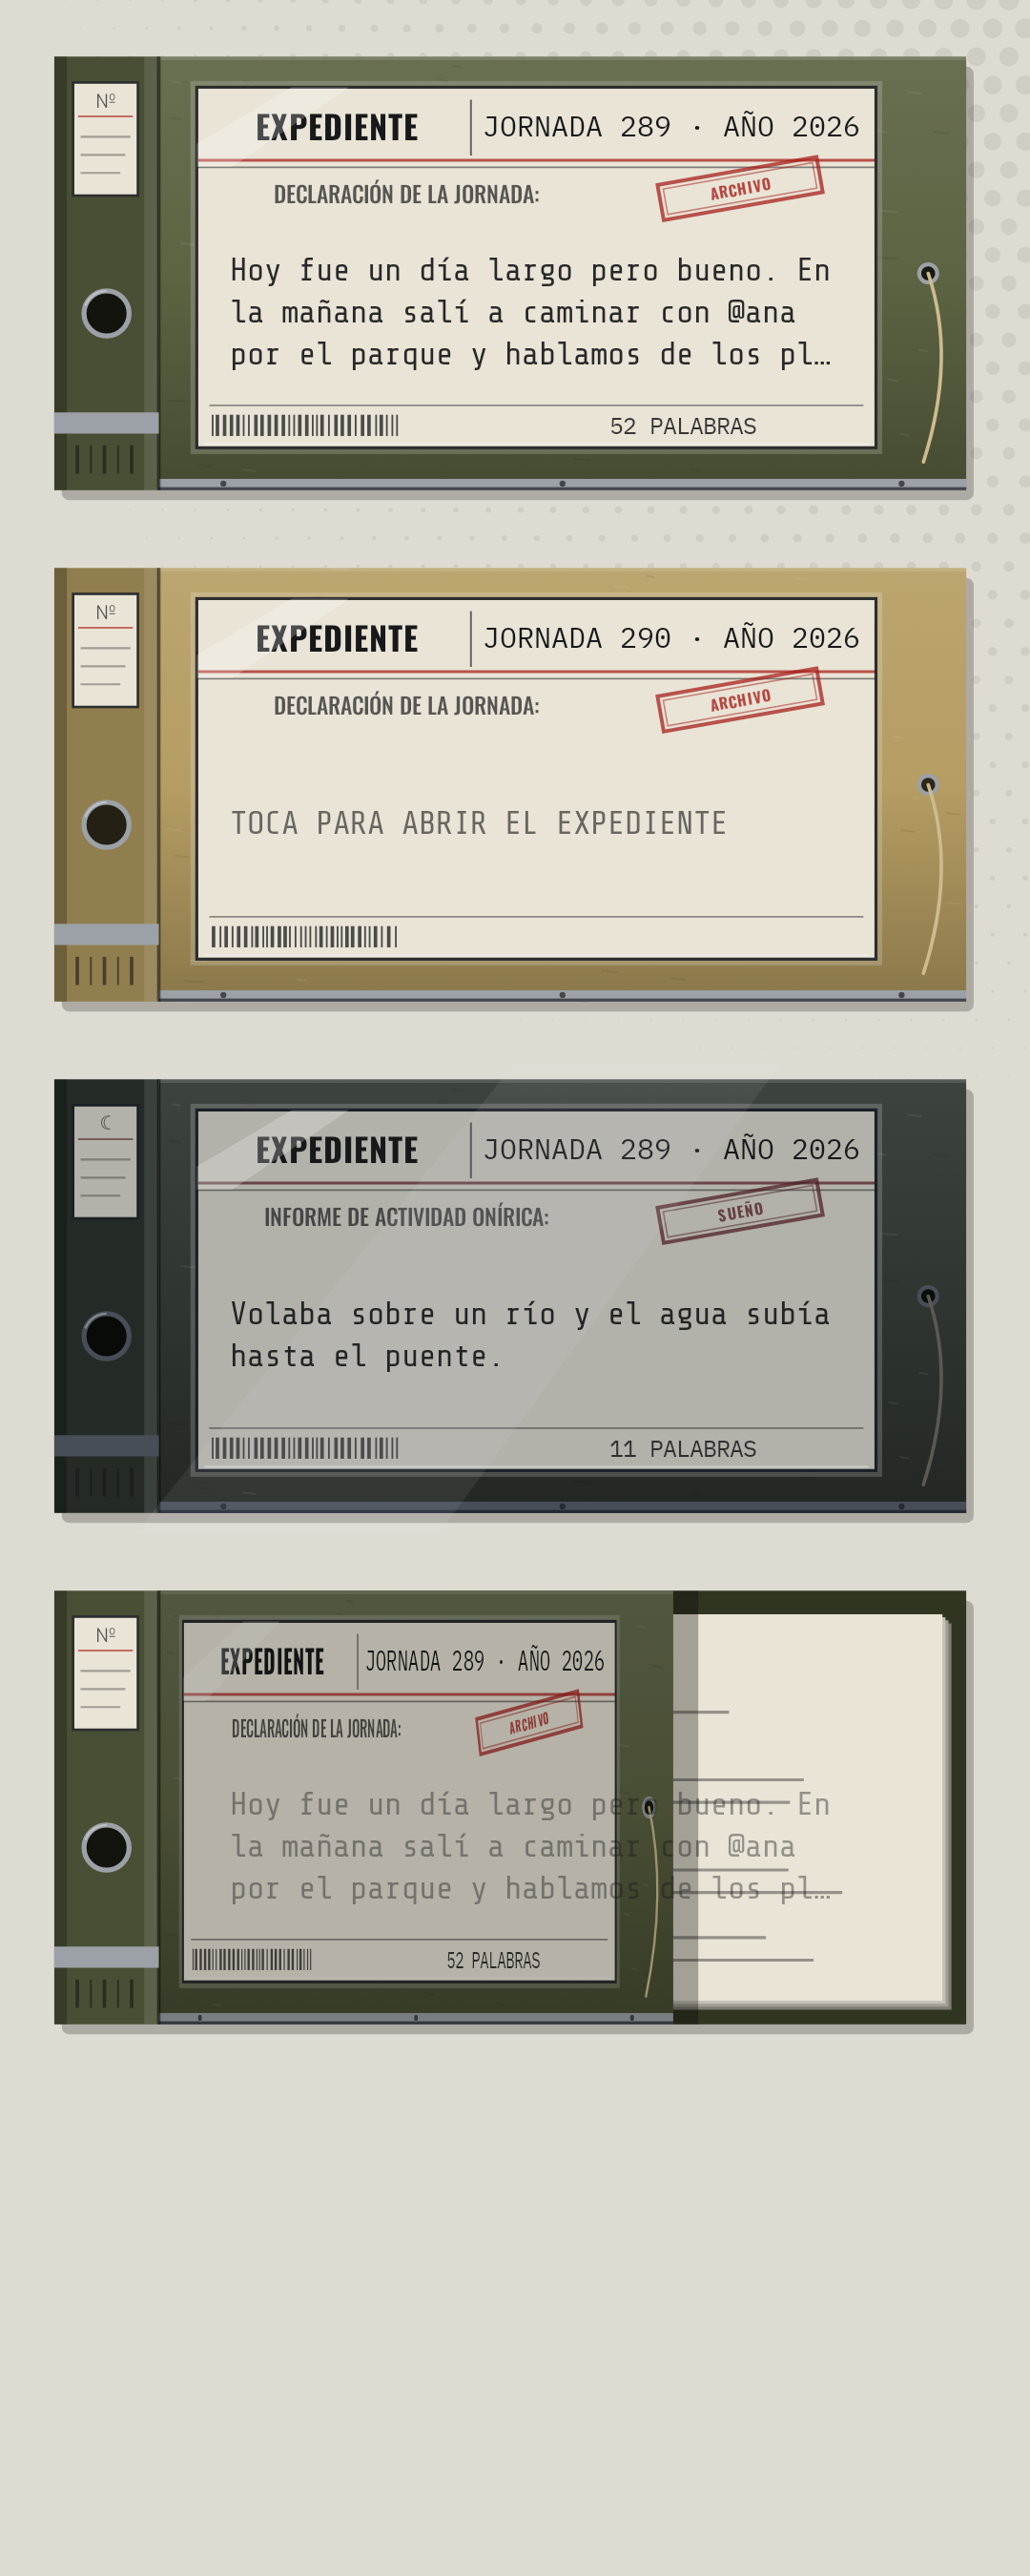 Nº
EXPEDIENTE
JORNADA 289 · AÑO 2026
DECLARACIÓN DE LA JORNADA:
ARCHIVO
Hoy fue un día largo pero bueno. En
la mañana salí a caminar con @ana
por el parque y hablamos de los pl…
52 PALABRAS
Nº
EXPEDIENTE
JORNADA 290 · AÑO 2026
DECLARACIÓN DE LA JORNADA:
ARCHIVO
TOCA PARA ABRIR EL EXPEDIENTE
☾
EXPEDIENTE
JORNADA 289 · AÑO 2026
INFORME DE ACTIVIDAD ONÍRICA:
SUEÑO
Volaba sobre un río y el agua subía
hasta el puente.
11 PALABRAS
Nº
EXPEDIENTE
JORNADA 289 · AÑO 2026
DECLARACIÓN DE LA JORNADA:
ARCHIVO
Hoy fue un día largo pero bueno. En
la mañana salí a caminar con @ana
por el parque y hablamos de los pl…
52 PALABRAS